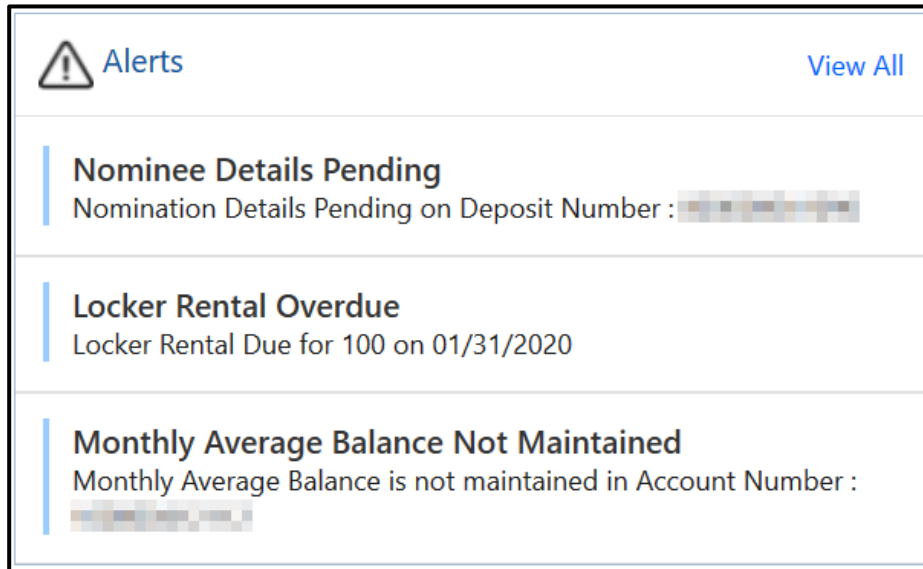 Alerts
View All
Nominee Details Pending
Nomination Details Pending on Deposit Number :
Locker Rental Overdue
Locker Rental Due for 100 on 01/31/2020
Monthly Average Balance Not Maintained
Monthly Average Balance is not maintained in Account Number :